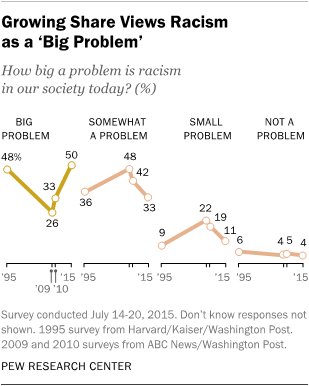 Growing Share Views Racism
as a ‘Big Problem’
How big a problem is racism
in our society today? (%)
BIG
PROBLEM
SOMEWHAT
A PROBLEM
SMALL
PROBLEM
NOT A
PROBLEM
48%
26
33
50
36
48
42
33
9
22
19
11
6
4
5
4
’95
’09
’10
’15
’95
’15
’95
’15
’95
’15
Survey conducted July 14-20, 2015. Don’t know responses not
shown. 1995 survey from Harvard/Kaiser/Washington Post.
2009 and 2010 surveys from ABC News/Washington Post.
PEW RESEARCH CENTER